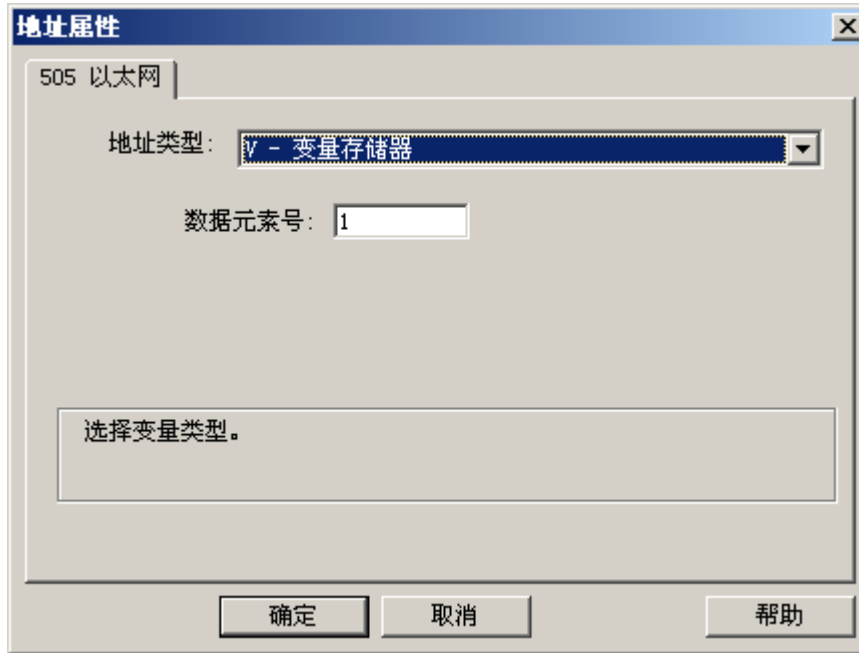 地址属性
505 以太网
地址类型: V - 变量存储器
数据元素号: 1
选择变量类型。
确定 取消 帮助